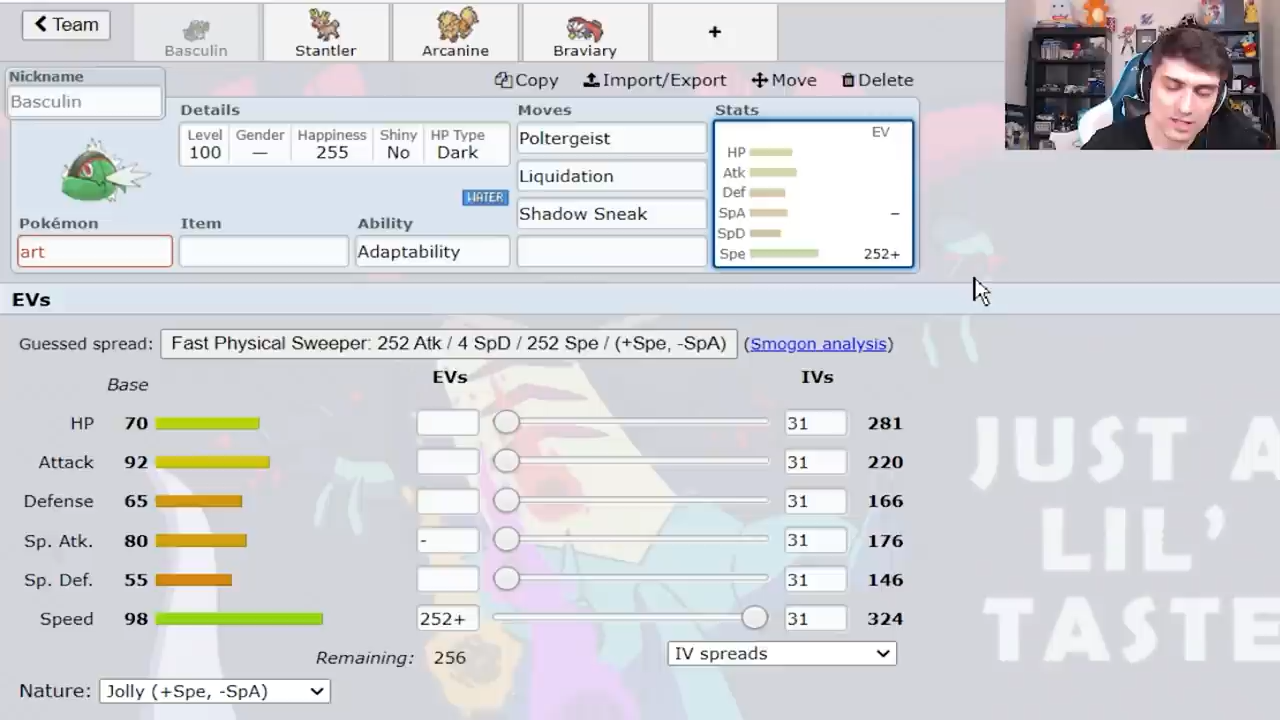 Team
Basculin
Stantler
Arcanine
Braviary
+
Nickname
Basculin
Copy
Import/Export
Move
Delete
Details
Moves
Stats
Level
Gender
Happiness
Shiny
HP Type
100
—
255
No
Dark
WATER
Pokémon
Item
Ability
art
Adaptability
Poltergeist
Liquidation
Shadow Sneak
EV
HP
Atk
Def
SpA –
SpD
Spe 252+
EVs
Guessed spread: Fast Physical Sweeper: 252 Atk / 4 SpD / 252 Spe / (+Spe, -SpA) (Smogon analysis)
Base EVs IVs
HP 70 31 281
Attack 92 31 220
Defense 65 31 166
Sp. Atk. 80 - 31 176
Sp. Def. 55 31 146
Speed 98 252+ 31 324
Remaining: 256
IV spreads
Nature: Jolly (+Spe, -SpA)
JUST A
LIL'
TASTE